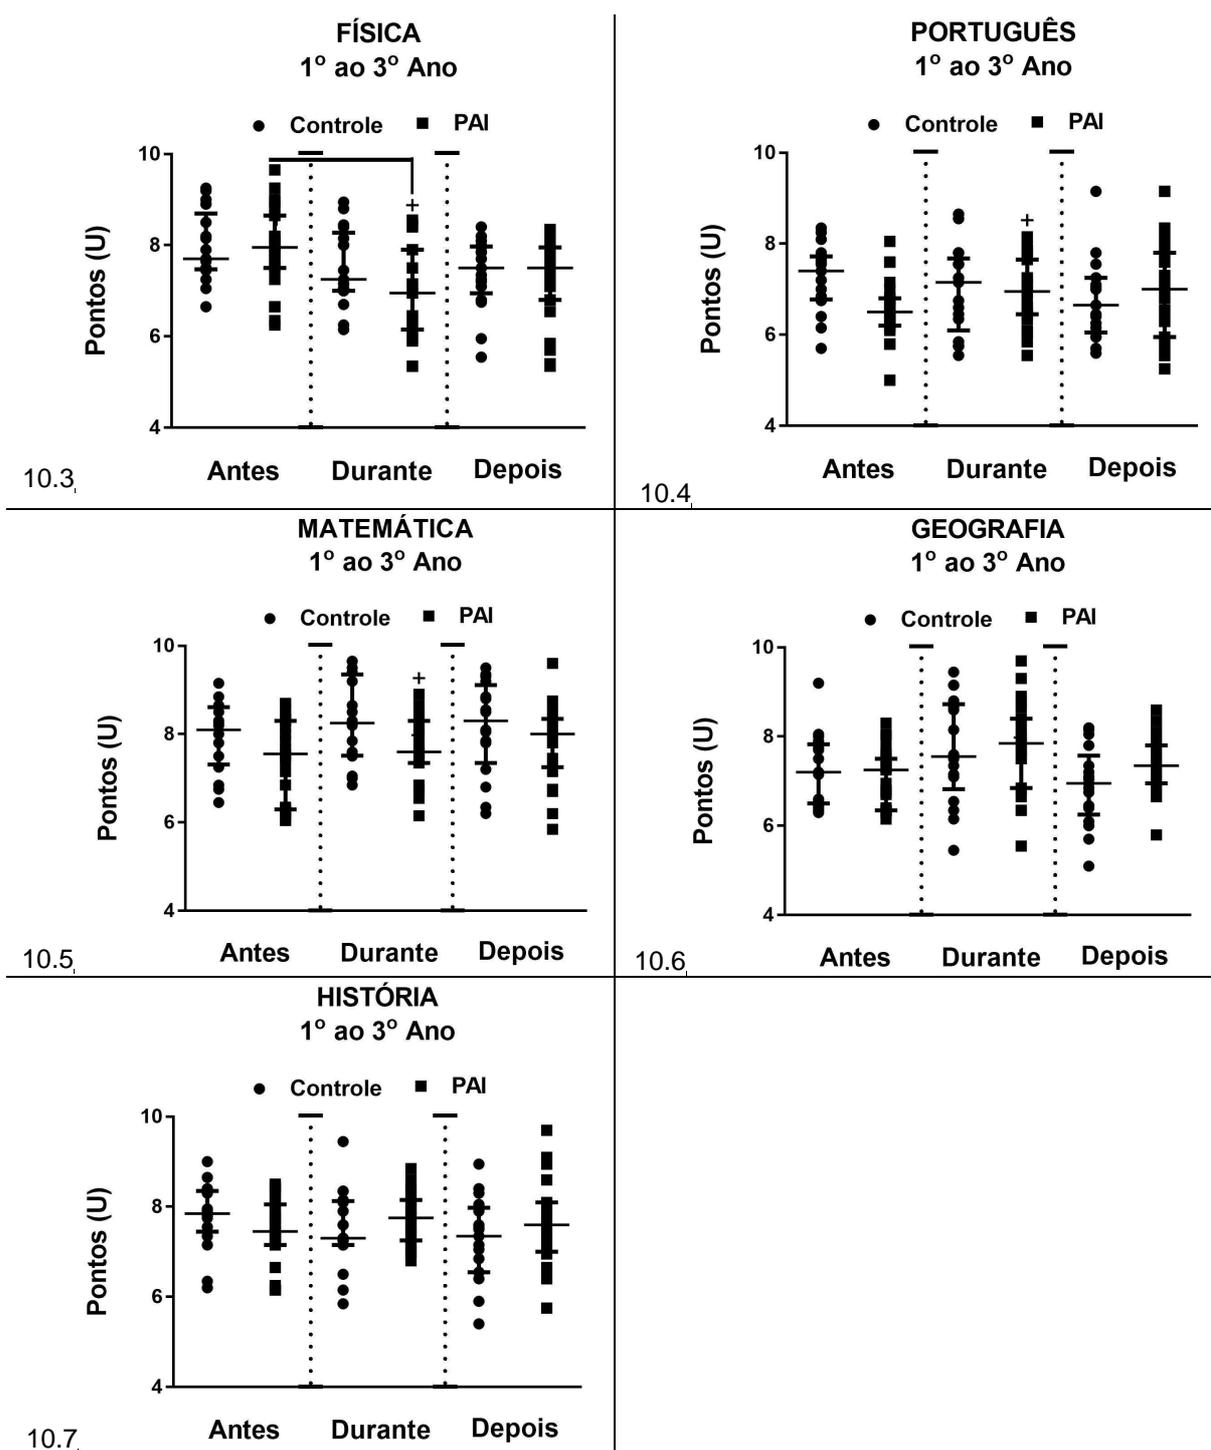 FÍSICA
1º ao 3º Ano
Controle PAI
10
8
6
4
Pontos (U)
+
Antes Durante Depois
10.3
PORTUGUÊS
1º ao 3º Ano
Controle PAI
10
8
6
4
Pontos (U)
+
Antes Durante Depois
10.4
MATEMÁTICA
1º ao 3º Ano
Controle PAI
10
8
6
4
Pontos (U)
+
Antes Durante Depois
10.5
GEOGRAFIA
1º ao 3º Ano
Controle PAI
10
8
6
4
Pontos (U)
Antes Durante Depois
10.6
HISTÓRIA
1º ao 3º Ano
Controle PAI
10
8
6
4
Pontos (U)
Antes Durante Depois
10.7